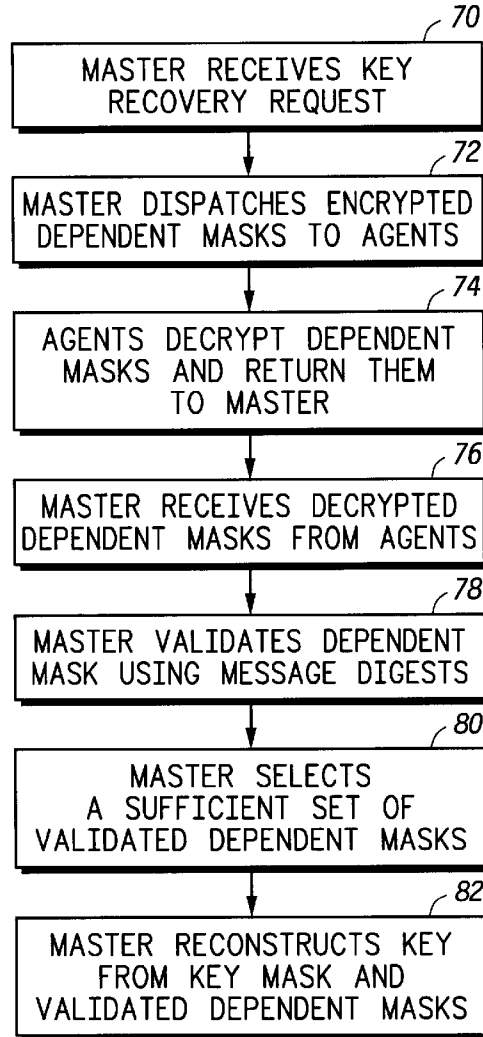 70
MASTER RECEIVES KEY
RECOVERY REQUEST
72
MASTER DISPATCHES ENCRYPTED
DEPENDENT MASKS TO AGENTS
74
AGENTS DECRYPT DEPENDENT
MASKS AND RETURN THEM
TO MASTER
76
MASTER RECEIVES DECRYPTED
DEPENDENT MASKS FROM AGENTS
78
MASTER VALIDATES DEPENDENT
MASK USING MESSAGE DIGESTS
80
MASTER SELECTS
A SUFFICIENT SET OF
VALIDATED DEPENDENT MASKS
82
MASTER RECONSTRUCTS KEY
FROM KEY MASK AND
VALIDATED DEPENDENT MASKS